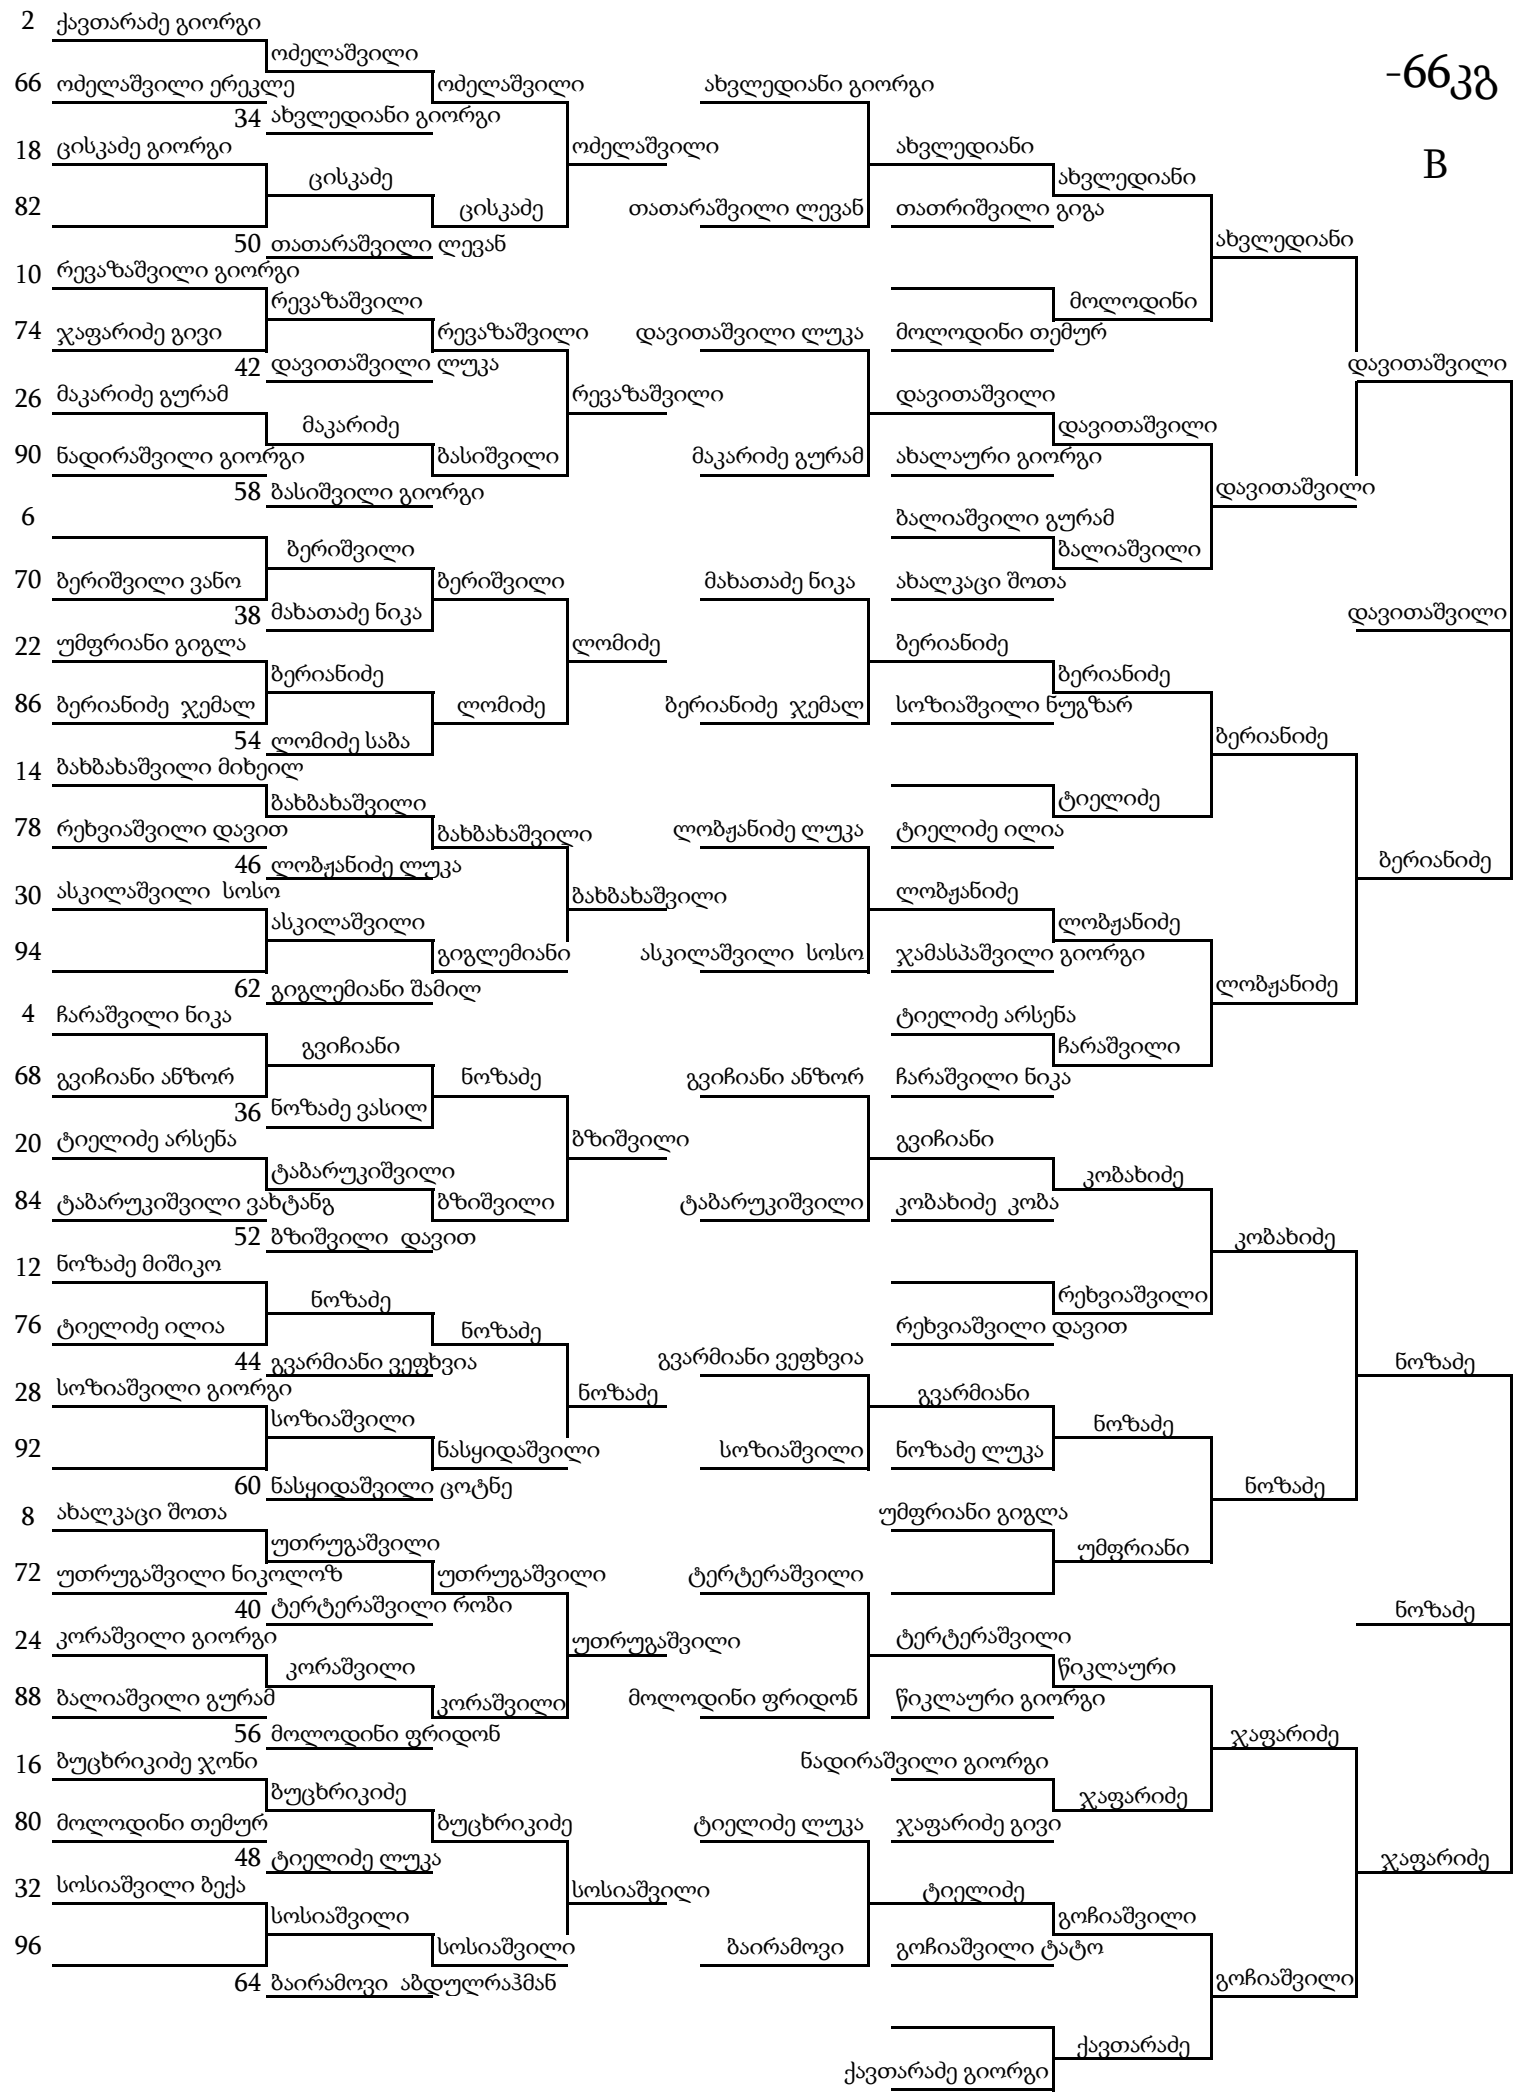 2 ქავთარაძე გიორგი
ოძელაშვილი
-66კგ
66 ოძელაშვილი ერეკლე
ოძელაშვილი
ახვლედიანი გიორგი
34 ახვლედიანი გიორგი
18 ცისკაძე გიორგი
ოძელაშვილი
ახვლედიანი
B
ცისკაძე
ახვლედიანი
82
ცისკაძე
თათარაშვილი ლევან
თათრიშვილი გიგა
50 თათარაშვილი ლევან
ახვლედიანი
10 რევაზაშვილი გიორგი
რევაზაშვილი
მოლოდინი
74 ჯაფარიძე გივი
რევაზაშვილი
დავითაშვილი ლუკა
მოლოდინი თემურ
42 დავითაშვილი ლუკა
დავითაშვილი
26 მაკარიძე გურამ
რევაზაშვილი
დავითაშვილი
მაკარიძე
დავითაშვილი
90 ნადირაშვილი გიორგი
ბასიშვილი
მაკარიძე გურამ
ახალაური გიორგი
58 ბასიშვილი გიორგი
დავითაშვილი
6
ბალიაშვილი გურამ
ბერიშვილი
ბალიაშვილი
70 ბერიშვილი ვანო
ბერიშვილი
მახათაძე ნიკა
ახალკაცი შოთა
38 მახათაძე ნიკა
დავითაშვილი
22 უმფრიანი გიგლა
ლომიძე
ბერიანიძე
ბერიანიძე
ბერიანიძე
86 ბერიანიძე ჯემალ
ლომიძე
ბერიანიძე ჯემალ
სოზიაშვილი ნუგზარ
54 ლომიძე საბა
ბერიანიძე
14 ბახბახაშვილი მიხეილ
ბახბახაშვილი
ტიელიძე
78 რეხვიაშვილი დავით
ბახბახაშვილი
ლობჟანიძე ლუკა
ტიელიძე ილია
46 ლობჟანიძე ლუკა
ბერიანიძე
30 ასკილაშვილი სოსო
ბახბახაშვილი
ლობჟანიძე
ასკილაშვილი
ლობჟანიძე
94
გიგლემიანი
ასკილაშვილი სოსო
ჯამასპაშვილი გიორგი
62 გიგლემიანი შამილ
ლობჟანიძე
4 ჩარაშვილი ნიკა
ტიელიძე არსენა
გვიჩიანი
ჩარაშვილი
68 გვიჩიანი ანზორ
ნოზაძე
გვიჩიანი ანზორ
ჩარაშვილი ნიკა
36 ნოზაძე ვასილ
20 ტიელიძე არსენა
ბზიშვილი
გვიჩიანი
ტაბარუკიშვილი
კობახიძე
84 ტაბარუკიშვილი ვახტანგ
ბზიშვილი
ტაბარუკიშვილი
კობახიძე კობა
52 ბზიშვილი დავით
კობახიძე
12 ნოზაძე მიშიკო
ნოზაძე
რეხვიაშვილი
76 ტიელიძე ილია
ნოზაძე
რეხვიაშვილი დავით
44 გვარმიანი ვეფხვია
გვარმიანი ვეფხვია
ნოზაძე
28 სოზიაშვილი გიორგი
ნოზაძე
გვარმიანი
სოზიაშვილი
ნოზაძე
92
ნასყიდაშვილი
სოზიაშვილი
ნოზაძე ლუკა
60 ნასყიდაშვილი ცოტნე
ნოზაძე
8 ახალკაცი შოთა
უმფრიანი გიგლა
უთრუგაშვილი
უმფრიანი
72 უთრუგაშვილი ნიკოლოზ
უთრუგაშვილი
ტერტერაშვილი
40 ტერტერაშვილი რობი
ნოზაძე
24 კორაშვილი გიორგი
უთრუგაშვილი
ტერტერაშვილი
კორაშვილი
წიკლაური
88 ბალიაშვილი გურამ
კორაშვილი
მოლოდინი ფრიდონ
წიკლაური გიორგი
56 მოლოდინი ფრიდონ
ჯაფარიძე
16 ბუცხრიკიძე ჯონი
ნადირაშვილი გიორგი
ბუცხრიკიძე
ჯაფარიძე
80 მოლოდინი თემურ
ბუცხრიკიძე
ტიელიძე ლუკა
ჯაფარიძე გივი
48 ტიელიძე ლუკა
ჯაფარიძე
32 სოსიაშვილი ბექა
სოსიაშვილი
ტიელიძე
სოსიაშვილი
გოჩიაშვილი
96
სოსიაშვილი
ბაირამოვი
გოჩიაშვილი ტატო
64 ბაირამოვი აბდულრაჰმან
გოჩიაშვილი
ქავთარაძე
ქავთარაძე გიორგი